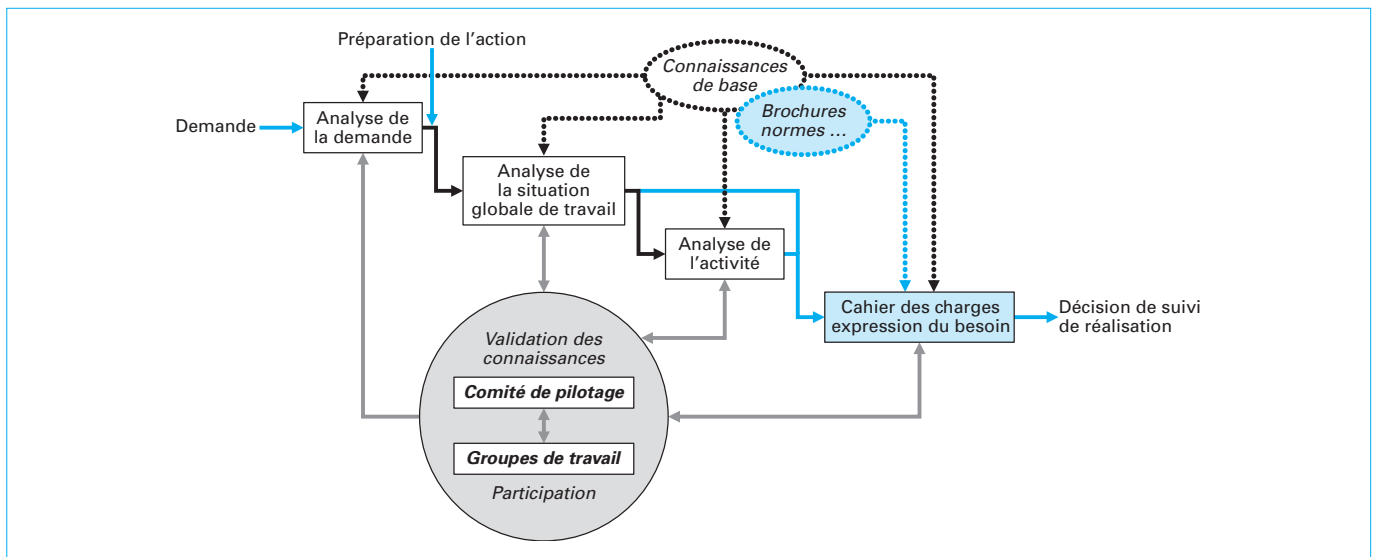 Préparation de l'action
Connaissances
de base
Brochures
normes ...
Demande
Analyse de
la demande
Analyse de
la situation
globale de travail
Analyse de
l'activité
Cahier des charges
expression du besoin
Décision de suivi
de réalisation
Validation des
connaissances
Comité de pilotage
Groupes de travail
Participation